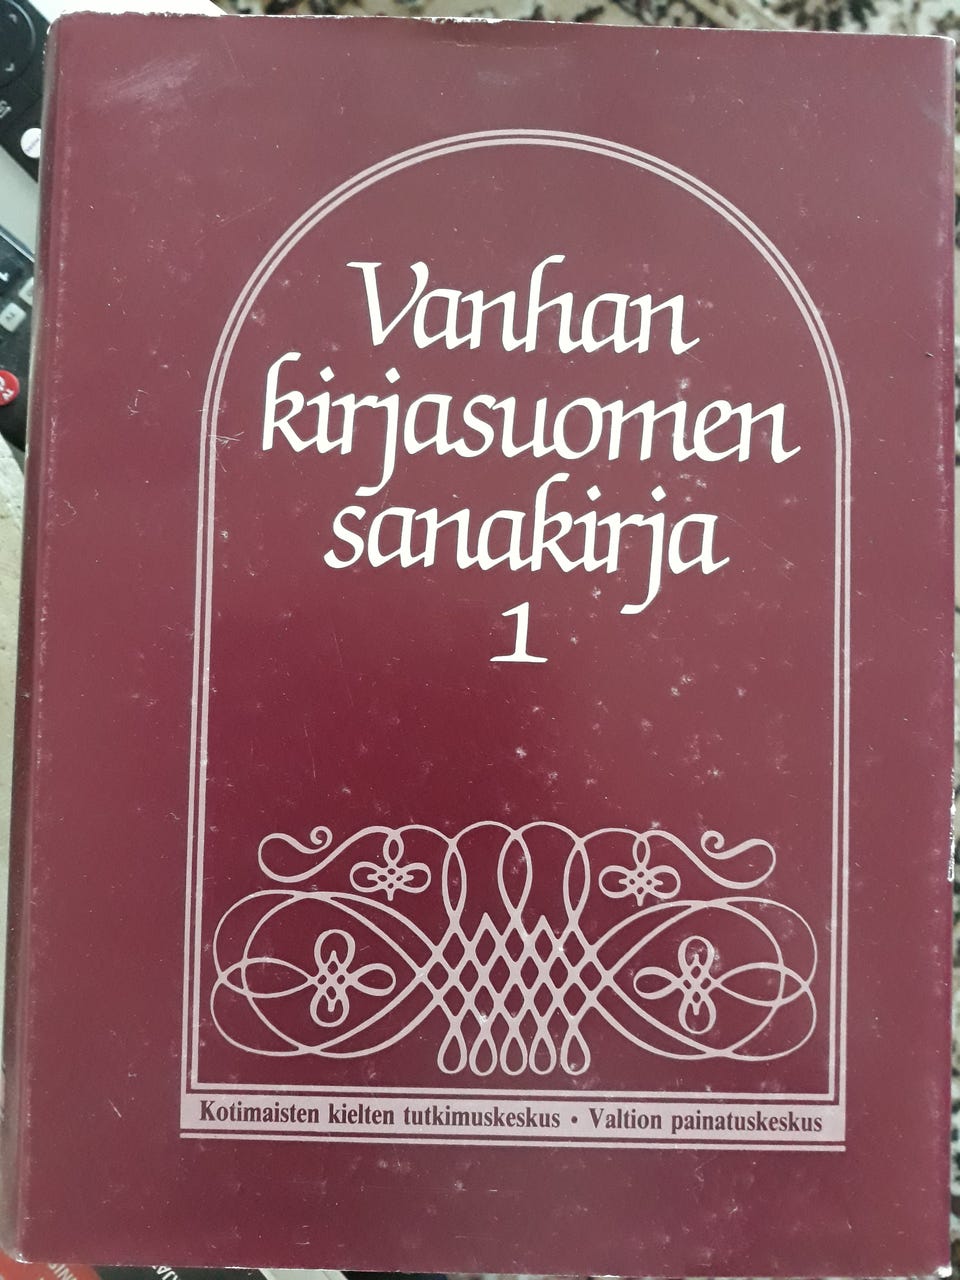 Vanhan
kirjasuomen
sanakirja
1
Kotimaisten kielten tutkimuskeskus • Valtion painatuskeskus